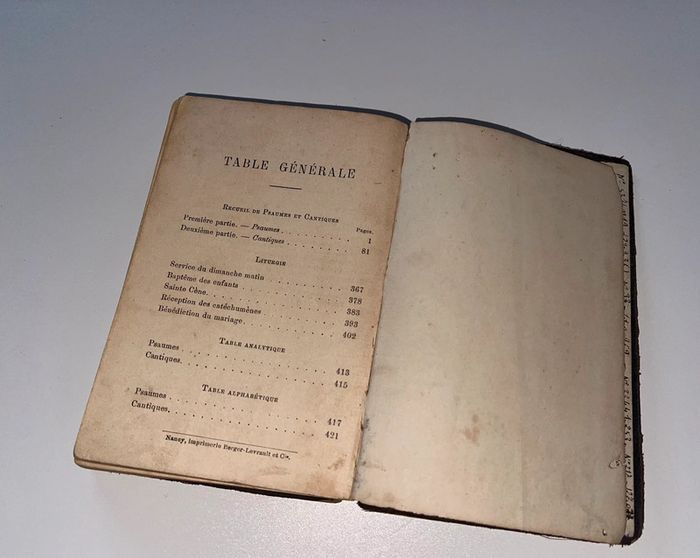 TABLE GÉNÉRALE
RECUEIL DE PSAUMES ET CANTIQUES
Pages.
Première partie. — Psaumes . . . . . . . . . . 1
Deuxième partie. — Cantiques . . . . . . . . . 81
LITURGIE
Service du dimanche matin . . . . . . . . . . 367
Baptême des enfants . . . . . . . . . . . . 378
Sainte Cène. . . . . . . . . . . . . . . 383
Réception des catéchumènes . . . . . . . . . 393
Bénédiction du mariage. . . . . . . . . . . 402
TABLE ANALYTIQUE
Psaumes . . . . . . . . . . . . . . . . 413
Cantiques. . . . . . . . . . . . . . . . 415
TABLE ALPHABÉTIQUE
Psaumes . . . . . . . . . . . . . . . . 417
Cantiques. . . . . . . . . . . . . . . . 421
Nancy, imprimerie Berger-Levrault et Cie.